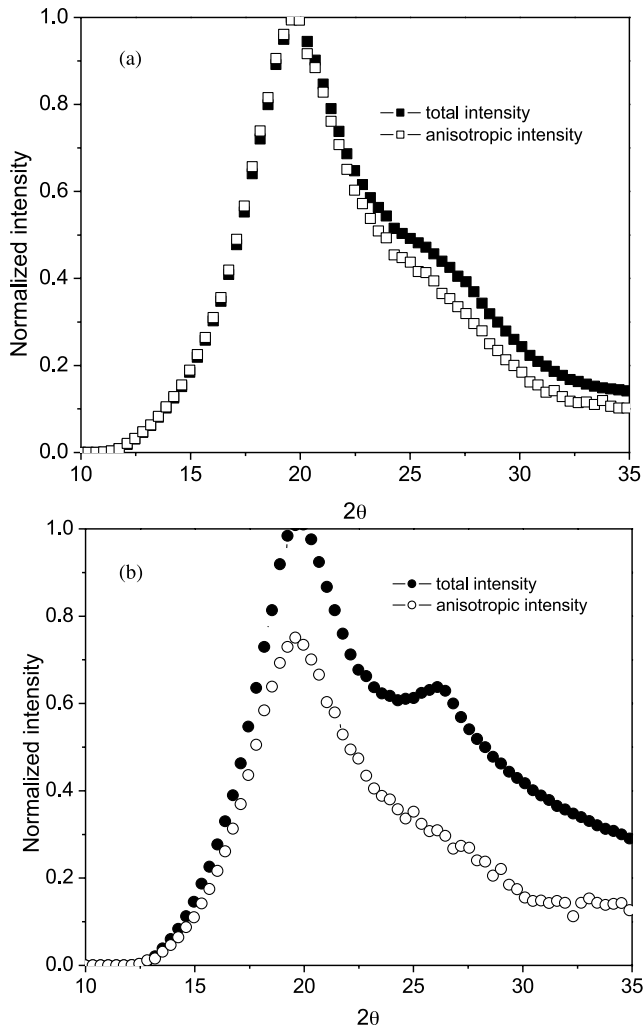 (a)
total intensity
anisotropic intensity
Normalized intensity
1.0
0.8
0.6
0.4
0.2
0.0
10 15 20 25 30 35
2θ
(b)
total intensity
anisotropic intensity
Normalized intensity
1.0
0.8
0.6
0.4
0.2
0.0
10 15 20 25 30 35
2θ